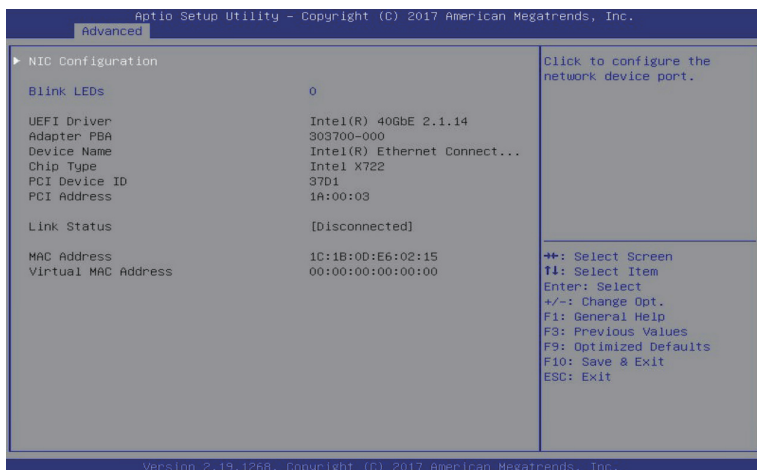 Aptio Setup Utility – Copyright (C) 2017 American Megatrends, Inc.
Advanced
NIC Configuration
Blink LEDs 0
UEFI Driver Intel(R) 40GbE 2.1.14
Adapter PBA 303700-000
Device Name Intel(R) Ethernet Connect...
Chip Type Intel X722
PCI Device ID 37D1
PCI Address 1A:00:03
Link Status [Disconnected]
MAC Address 1C:1B:0D:E6:02:15
Virtual MAC Address 00:00:00:00:00:00
Click to configure the
network device port.
→←: Select Screen
↑↓: Select Item
Enter: Select
+/-: Change Opt.
F1: General Help
F3: Previous Values
F9: Optimized Defaults
F10: Save & Exit
ESC: Exit
Version 2.19.1268. Copyright (C) 2017 American Megatrends, Inc.